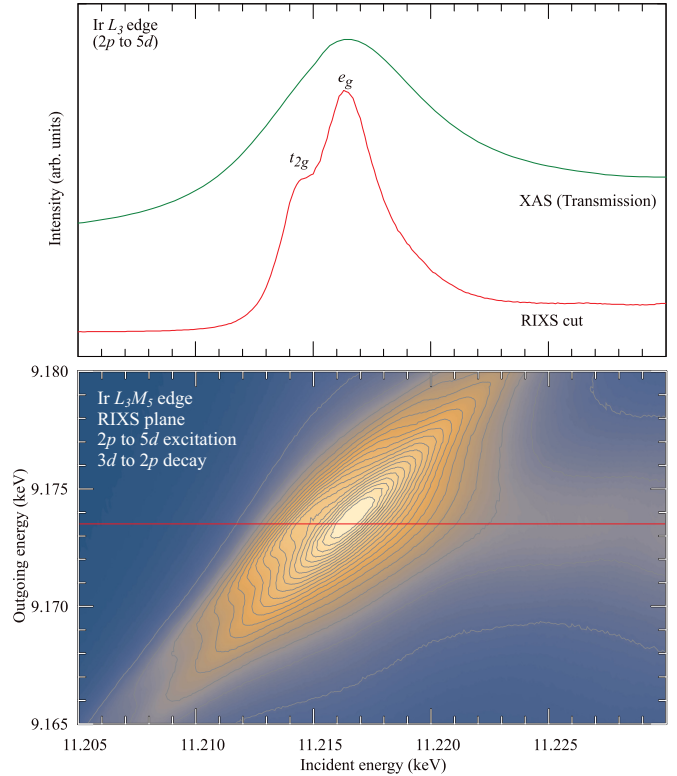 Ir L3 edge
(2p to 5d)
eg
t2g
Intensity (arb. units)
XAS (Transmission)
RIXS cut
9.180
Ir L3M5 edge
RIXS plane
2p to 5d excitation
3d to 2p decay
9.175
Outgoing energy (keV)
9.170
9.165
11.205
11.210
11.217
11.220
11.225
Incident energy (keV)